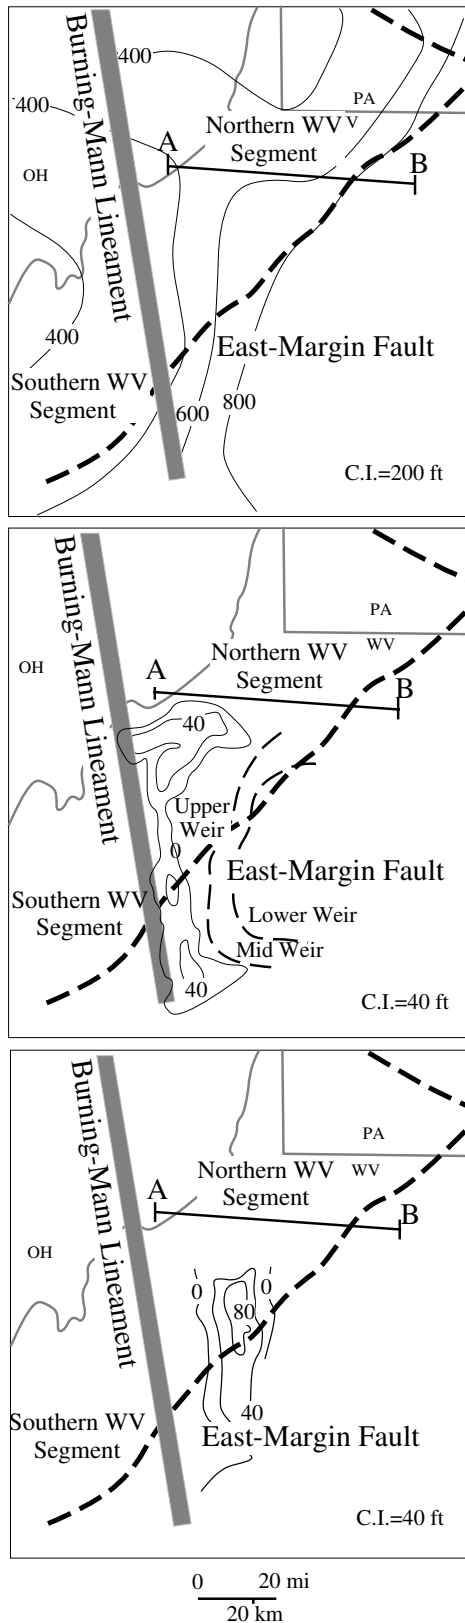 400
400
PA
V
Northern WV
Segment
A
B
OH
Burning-Mann Lineament
400
East-Margin Fault
Southern WV
Segment
600
800
C.I.=200 ft
Burning-Mann Lineament
PA
WV
OH
Northern WV
Segment
A
B
40
Upper
Weir
0
East-Margin Fault
Southern WV
Segment
Lower Weir
Mid Weir
40
C.I.=40 ft
Burning-Mann Lineament
PA
WV
Northern WV
Segment
A
B
OH
0
0
80
40
Southern WV
Segment
East-Margin Fault
C.I.=40 ft
0 20 mi
20 km